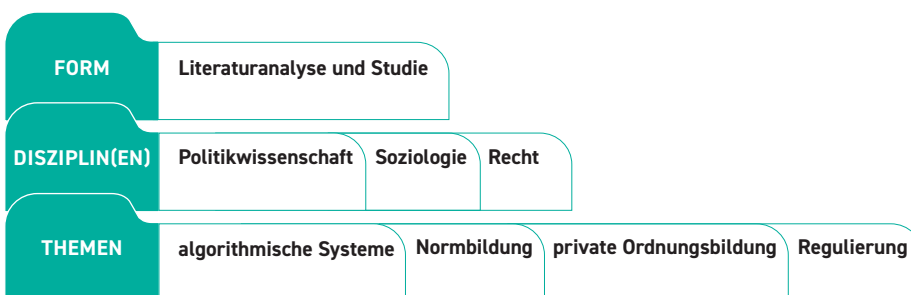 FORM Literaturanalyse und Studie
DISZIPLIN(EN) Politikwissenschaft Soziologie Recht
THEMEN algorithmische Systeme Normbildung private Ordnungsbildung Regulierung